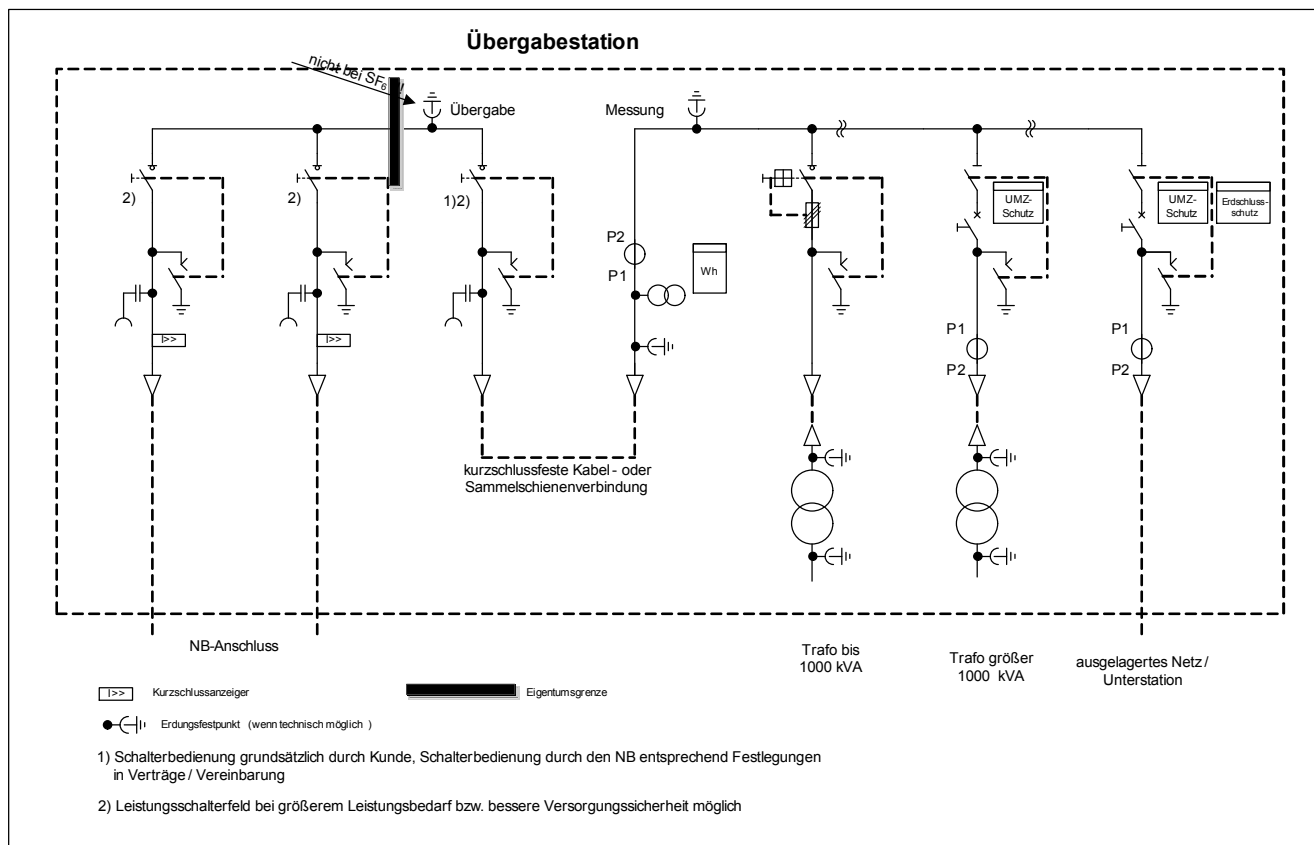 Übergabestation
nicht bei SF6
Übergabe
Messung
2)
2)
1)2)
UMZ-
Schutz
UMZ-
Schutz
Erdschluss-
schutz
P2
P1
Wh
I>>
I>>
P1
P2
P1
P2
kurzschlussfeste Kabel- oder
Sammelschienenverbindung
NB-Anschluss
Trafo bis
1000 kVA
Trafo größer
1000 kVA
ausgelagertes Netz /
Unterstation
I>> Kurzschlussanzeiger
Eigentumsgrenze
Erdungsfestpunkt (wenn technisch möglich )
1) Schalterbedienung grundsätzlich durch Kunde, Schalterbedienung durch den NB entsprechend Festlegungen
in Verträge / Vereinbarung
2) Leistungsschalterfeld bei größerem Leistungsbedarf bzw. bessere Versorgungssicherheit möglich